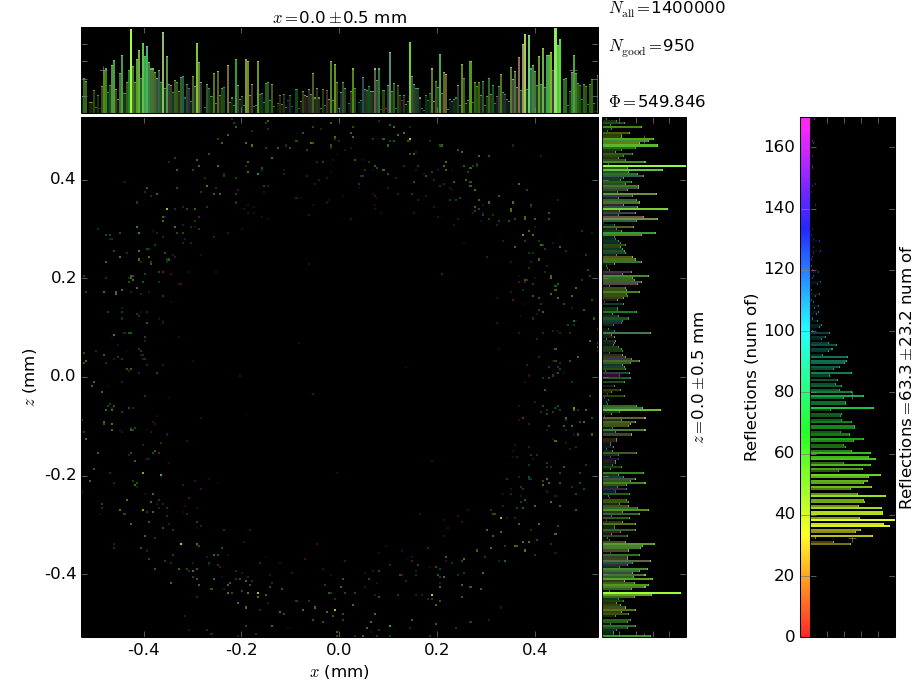 x=0.0±0.5 mm
N_all=1400000
N_good=950
Φ=549.846
0.4
0.2
0.0
-0.2
-0.4
z (mm)
-0.4
-0.2
0.0
0.2
0.4
x (mm)
z=0.0±0.5 mm
160
140
120
100
80
60
40
20
0
Reflections (num of)
Reflections=63.3±23.2 num of